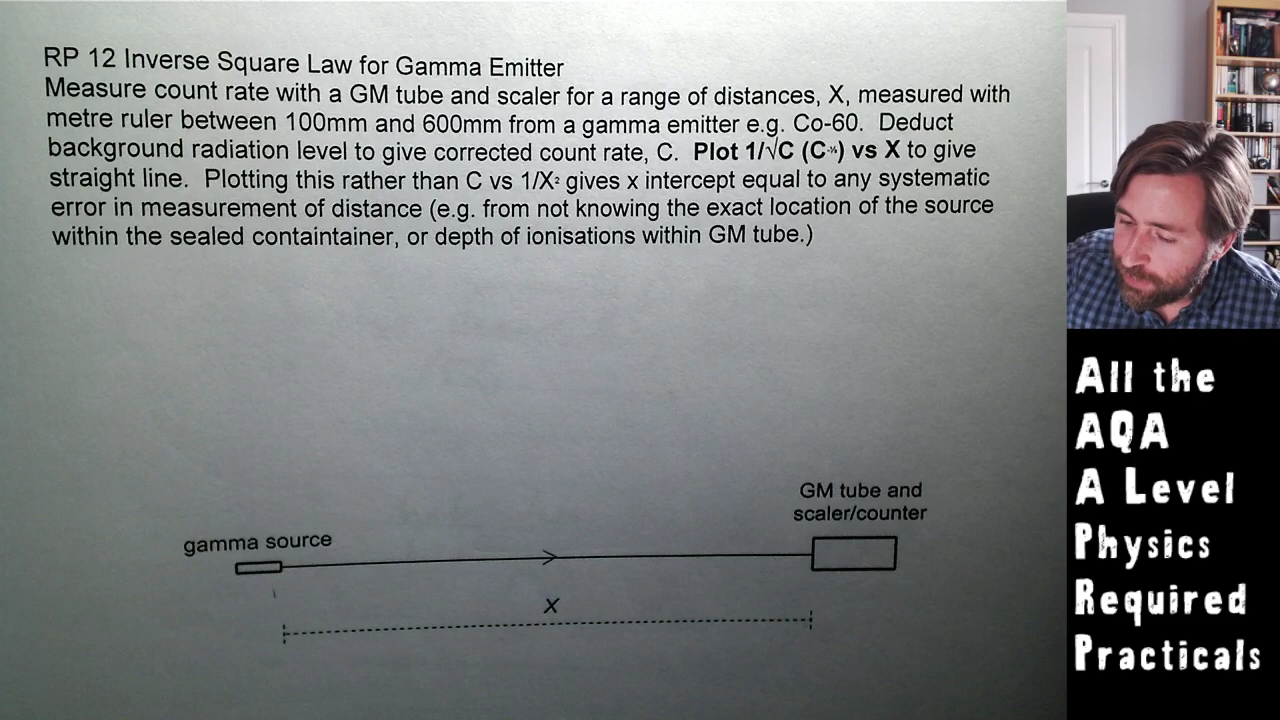 RP 12 Inverse Square Law for Gamma Emitter
Measure count rate with a GM tube and scaler for a range of distances, X, measured with
metre ruler between 100mm and 600mm from a gamma emitter e.g. Co-60. Deduct
background radiation level to give corrected count rate, C. Plot 1/√C (C⁻½) vs X to give
straight line. Plotting this rather than C vs 1/X² gives x intercept equal to any systematic
error in measurement of distance (e.g. from not knowing the exact location of the source
within the sealed containtainer, or depth of ionisations within GM tube.)
GM tube and
scaler/counter
gamma source
X
All the
AQA
A Level
Physics
Required
Practicals